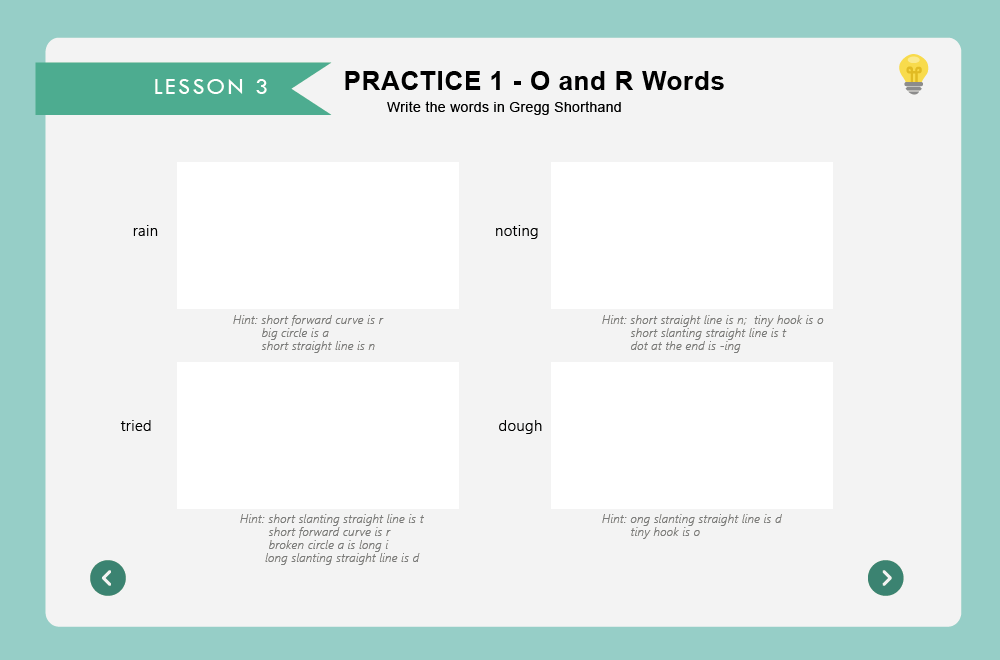 LESSON 3
PRACTICE 1 - O and R Words
Write the words in Gregg Shorthand
rain
noting
Hint: short forward curve is r
big circle is a
short straight line is n
Hint: short straight line is n;  tiny hook is o
short slanting straight line is t
dot at the end is -ing
tried
dough
Hint: short slanting straight line is t
short forward curve is r
broken circle a is long i
long slanting straight line is d
Hint: ong slanting straight line is d
tiny hook is o